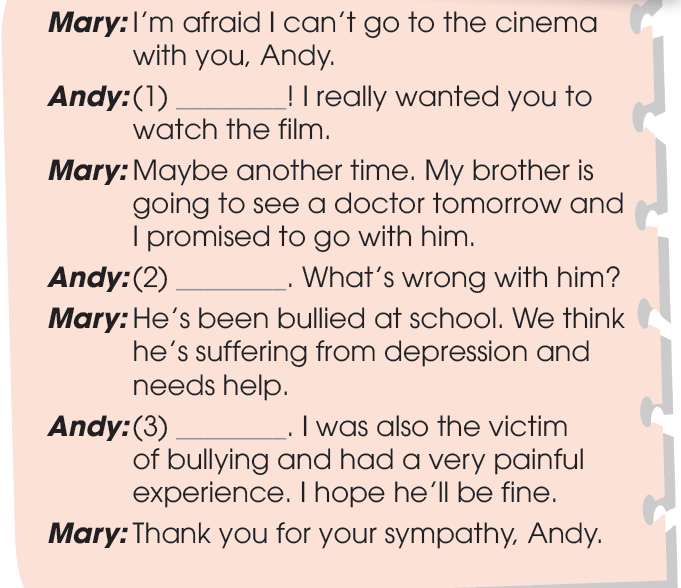 Mary: I'm afraid I can't go to the cinema
with you, Andy.
Andy: (1) ________! I really wanted you to
watch the film.
Mary: Maybe another time. My brother is
going to see a doctor tomorrow and
I promised to go with him.
Andy: (2) ________. What's wrong with him?
Mary: He's been bullied at school. We think
he's suffering from depression and
needs help.
Andy: (3) ________. I was also the victim
of bullying and had a very painful
experience. I hope he'll be fine.
Mary: Thank you for your sympathy, Andy.